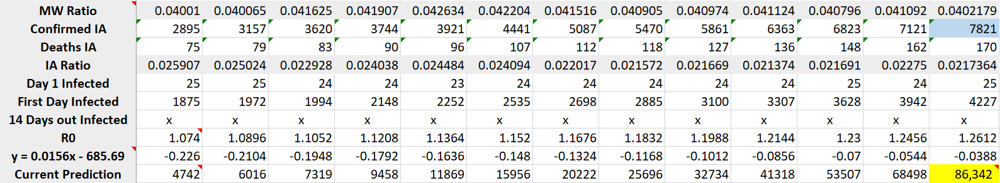 MW Ratio 0.04001 0.040065 0.041625 0.041907 0.042634 0.042204 0.041516 0.040905 0.040974 0.041124 0.040796 0.041092 0.0402179
Confirmed IA 2895 3157 3620 3744 3921 4441 5087 5470 5861 6363 6823 7121 7821
Deaths IA 75 79 83 90 96 107 112 118 127 136 148 162 170
IA Ratio 0.025907 0.025024 0.022928 0.024038 0.024484 0.024094 0.022017 0.021572 0.021669 0.021374 0.021691 0.02275 0.0217364
Day 1 Infected 25 25 24 24 23 24 24 24 24 24 25 24 25
First Day Infected 1875 1972 1994 2148 2252 2535 2698 2885 3100 3307 3628 3942 4227
14 Days out Infected x x x x x x x x x x x x x
R0 1.074 1.0896 1.1052 1.1208 1.1364 1.152 1.1676 1.1832 1.1988 1.2144 1.23 1.2456 1.2612
y = 0.0156x - 685.69 -0.226 -0.2104 -0.1948 -0.1792 -0.1636 -0.148 -0.1324 -0.1168 -0.1012 -0.0856 -0.07 -0.0544 -0.0388
Current Prediction 4742 6016 7319 9458 11869 15956 20222 25696 32734 41318 53507 68498 86,342